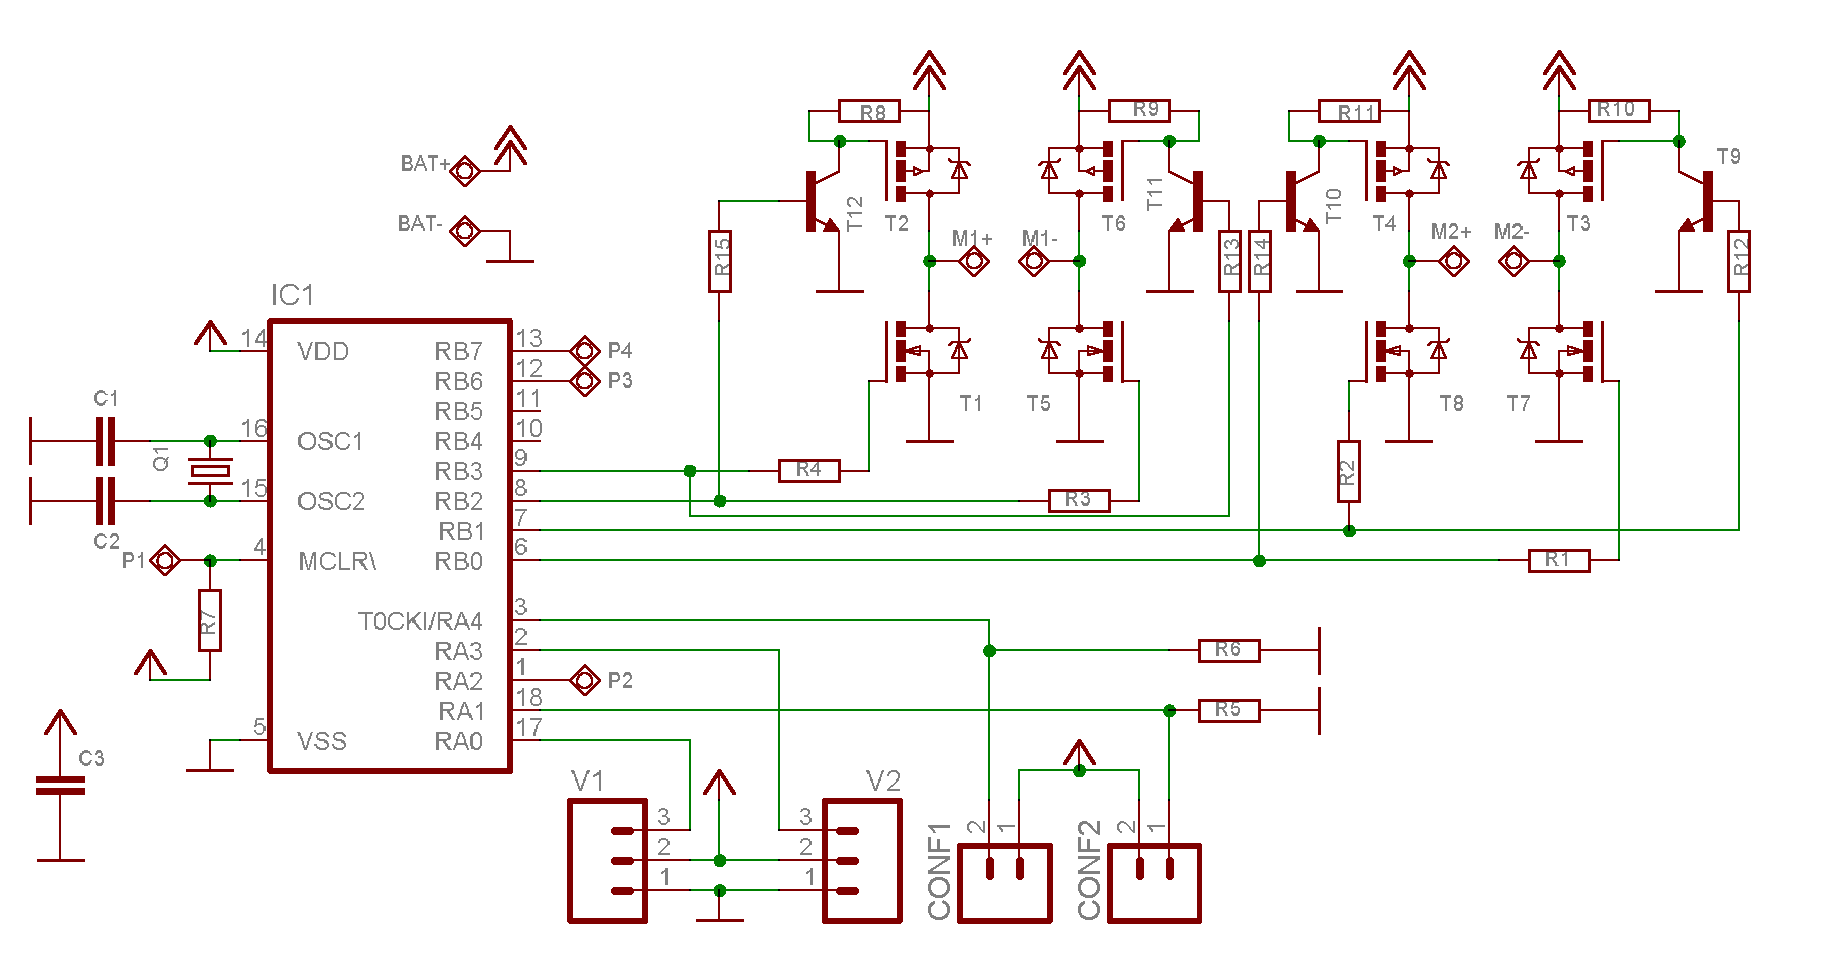 R8
R9
R11
R10
T9
BAT+
BAT-
T12
T2
T6
T11
T10
T4
T3
R15
M1+
M1-
R13
R14
M2+
M2-
R12
IC1
14
VDD
RB7
13
P4
RB6
12
P3
RB5
11
C1
T1
T5
T8
T7
16
OSC1
RB4
10
Q1
RB3
9
R4
R2
15
OSC2
RB2
8
R3
C2
RB1
7
P1
4
MCLR\
RB0
6
R1
R7
T0CKI/RA4
3
RA3
2
R6
RA2
1
P2
RA1
18
R5
5
VSS
RA0
17
C3
V1
V2
3
3
2
2
1
1
CONF1
2
1
CONF2
2
1